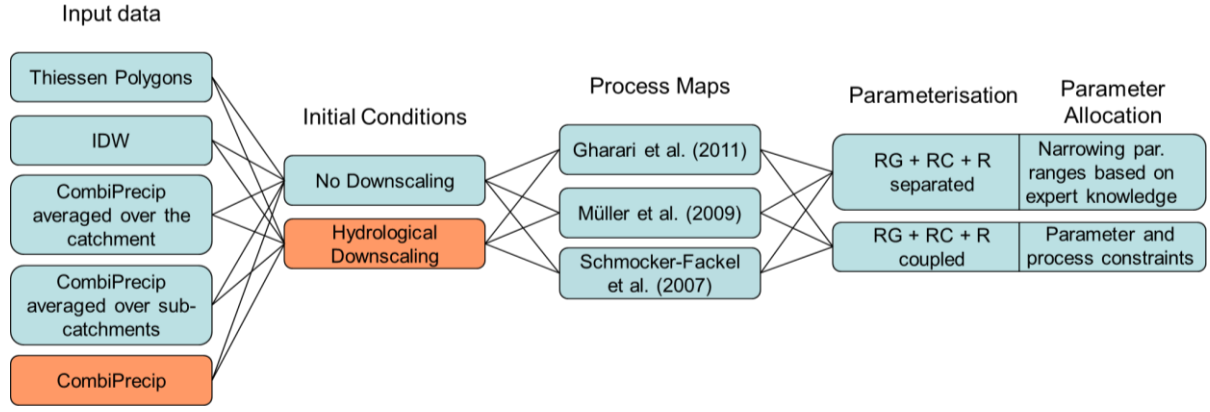 Input data
Thiessen Polygons
IDW
CombiPrecip
averaged over the
catchment
CombiPrecip
averaged over sub-
catchments
CombiPrecip
Initial Conditions
No Downscaling
Hydrological
Downscaling
Process Maps
Gharari et al. (2011)
Müller et al. (2009)
Schmocker-Fackel
et al. (2007)
Parameterisation
RG + RC + R
separated
RG + RC + R
coupled
Parameter
Allocation
Narrowing par.
ranges based on
expert knowledge
Parameter and
process constraints